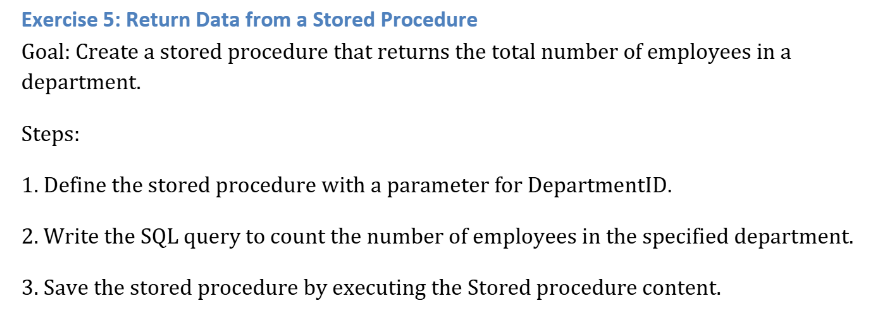 Exercise 5: Return Data from a Stored Procedure
Goal: Create a stored procedure that returns the total number of employees in a
department.
Steps:
1. Define the stored procedure with a parameter for DepartmentID.
2. Write the SQL query to count the number of employees in the specified department.
3. Save the stored procedure by executing the Stored procedure content.